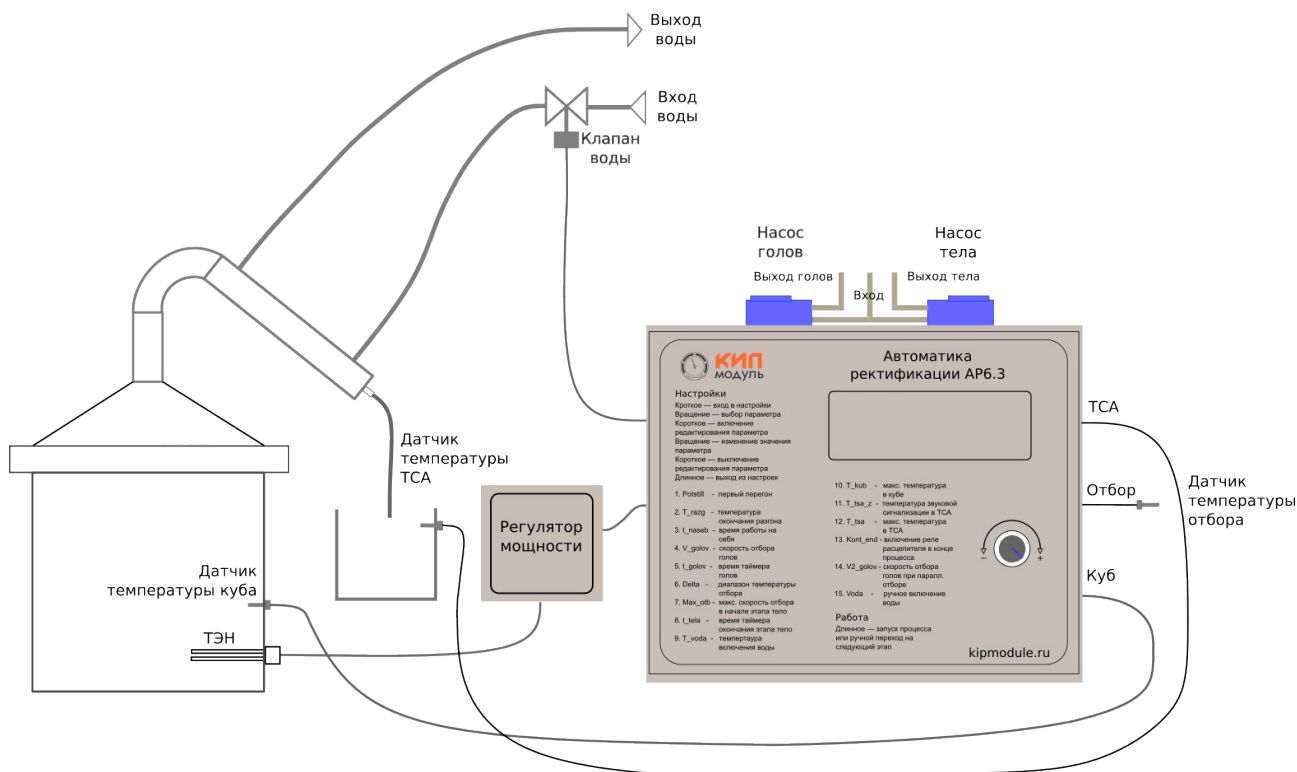 Выход
воды
Вход
воды
Клапан
воды
Насос
голов
Насос
тела
Выход голов
Выход тела
Вход
КИП
МОДУЛЬ
Автоматика
ректификации АР6.3
Настройки
Кроткое — вход в настройки
Вращение — выбор параметра
Короткое — включение
редактирования параметра
Вращение — изменение значения
параметра
Короткое — выключение
редактирования параметра
Длинное — выход из настроек
1. Potstill - первый перегон
2. T_razg - температура
окончания разгона
3. t_naseb - время работы на
себя
4. V_golov - скорость отбора
голов
5. t_golov - время таймера
голов
6. Delta - диапазон температуры
отбора
7. Max_otb - макс. скорость отбора
в начале этапа тело
8. t_tela - время таймера
окончания этапа тело
9. T_voda - темпертаура
включения воды
10. T_kub - макс. температура
в кубе
11. T_tsa_z - температура звуковой
сигнализации в ТСА
12. T_tsa - макс. температура
в ТСА
13. Kont_end - включение реле
расцепителя в конце
процесса
14. V2_golov - скорость отбора
голов при паралл.
отборе
15. Voda - ручное включение
воды
Работа
Длинное — запуск процесса
или ручной переход на
следующий этап
- +
kipmodule.ru
ТСА
Отбор
Куб
Датчик
температуры
отбора
Датчик
температуры
ТСА
Регулятор
мощности
Датчик
температуры куба
ТЭН